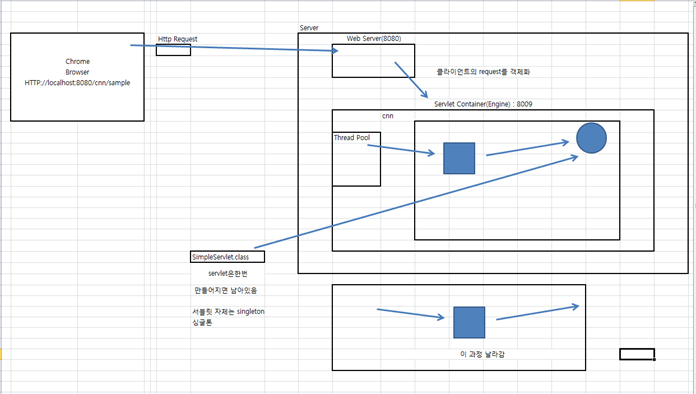 Server
Http Request
Web Server(8080)
Chrome
Browser
HTTP://localhost:8080/cnn/sample
클라이언트의 request를 객체화
Servlet Container(Engine) : 8009
cnn
Thread Pool
SimpleServlet.class
servlet은한번
만들어지면 남아있음
서블릿 자체는 singleton
싱글톤
이 과정 날라감